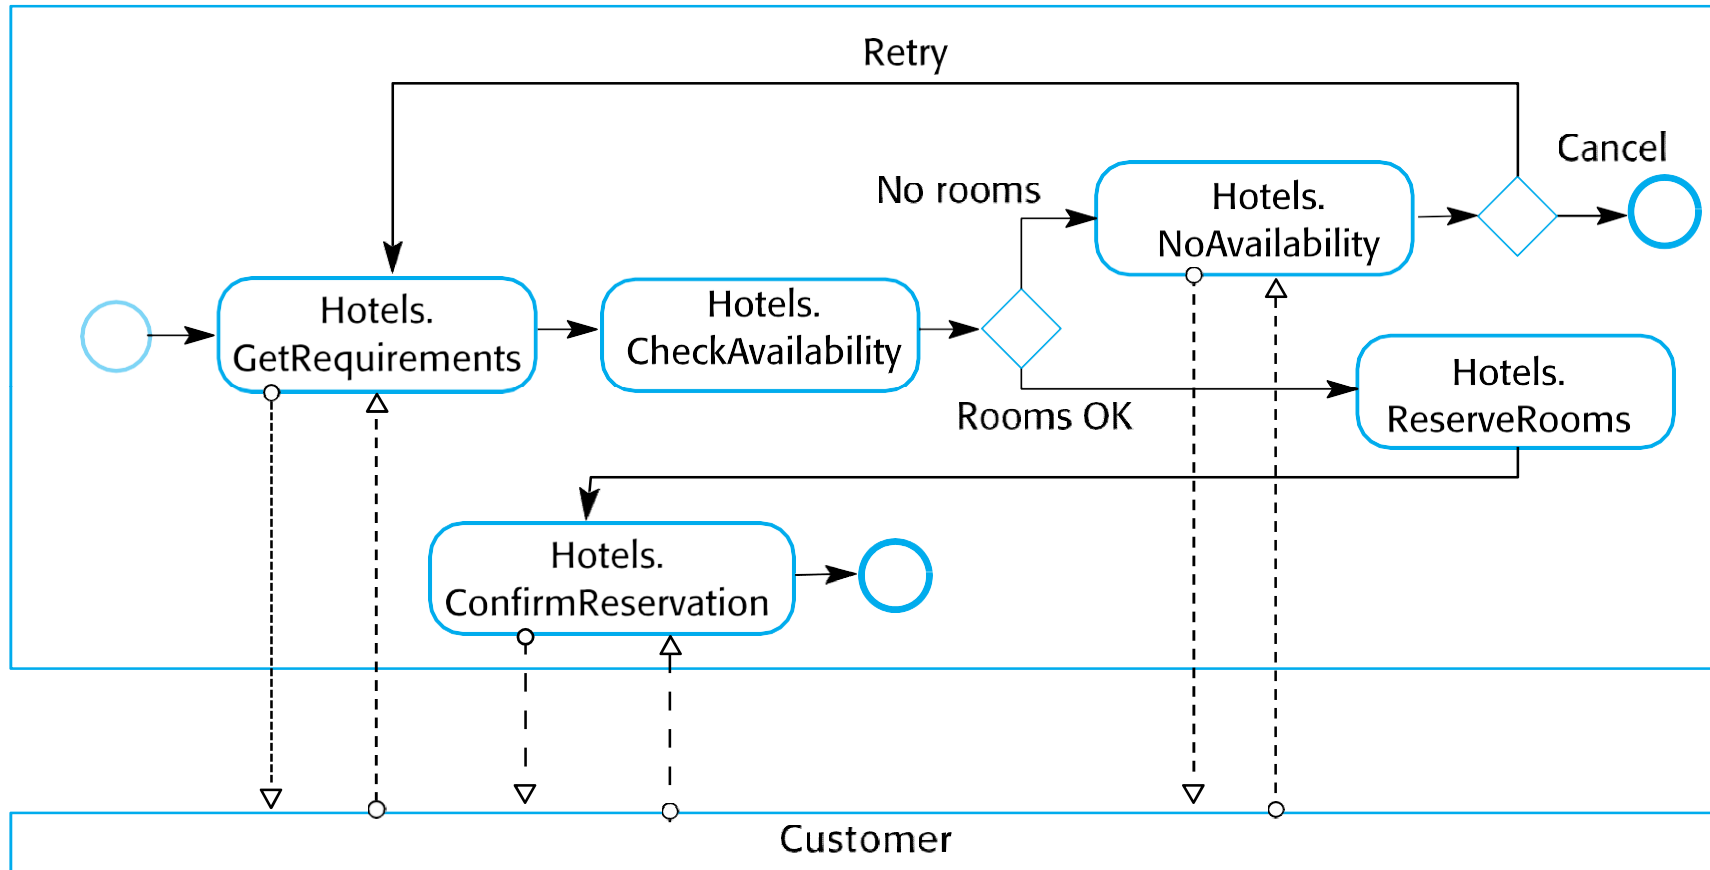 Retry
Cancel
No rooms
Hotels.
NoAvailability
Hotels.
GetRequirements
Hotels.
CheckAvailability
Hotels.
ReserveRooms
Rooms OK
Hotels.
ConfirmReservation
Customer